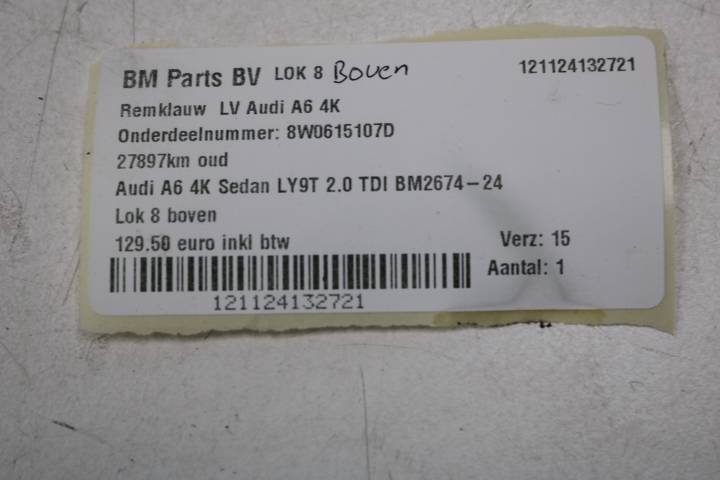 BM Parts BV LOK 8 Boven 121124132721
Remklauw LV Audi A6 4K
Onderdeelnummer: 8W0615107D
27897km oud
Audi A6 4K Sedan LY9T 2.0 TDI BM2674-24
Lok 8 boven
129.50 euro inkl btw Verz: 15
Aantal: 1
121124132721